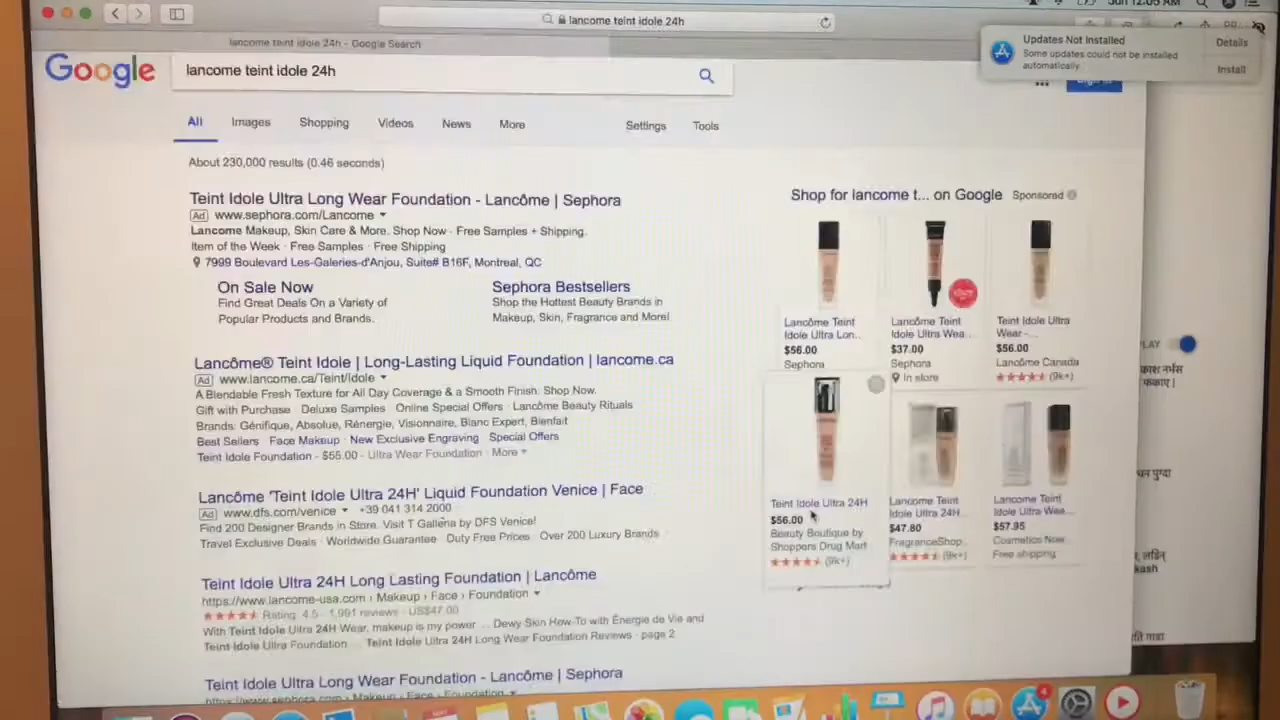 Sun 12:05 AM
lancome teint idole 24h
lancome teint idole 24h - Google Search
Updates Not Installed
Some updates could not be installed
automatically.
Details
Install
Google
lancome teint idole 24h
All
Images
Shopping
Videos
News
More
Settings
Tools
About 230,000 results (0.46 seconds)
Teint Idole Ultra Long Wear Foundation - Lancôme | Sephora
Ad www.sephora.com/Lancome
Lancome Makeup, Skin Care & More. Shop Now · Free Samples + Shipping.
Item of the Week · Free Samples · Free Shipping
7999 Boulevard Les-Galeries-d'Anjou, Suite# B16F, Montreal, QC
On Sale Now
Find Great Deals On a Variety of
Popular Products and Brands.
Sephora Bestsellers
Shop the Hottest Beauty Brands in
Makeup, Skin, Fragrance and More!
Lancôme® Teint Idole | Long-Lasting Liquid Foundation | lancome.ca
Ad www.lancome.ca/Teint/Idole
A Blendable Fresh Texture for All Day Coverage & a Smooth Finish. Shop Now.
Gift with Purchase · Deluxe Samples · Online Special Offers · Lancôme Beauty Rituals
Brands: Génifique, Absolue, Rénergie, Visionnaire, Blanc Expert, Bienfait
Best Sellers · Face Makeup · New Exclusive Engraving · Special Offers
Teint Idole Foundation - $56.00 - Ultra Wear Foundation · More
Lancôme 'Teint Idole Ultra 24H' Liquid Foundation Venice | Face
Ad www.dfs.com/venice +39 041 314 2000
Find 200 Designer Brands in Store. Visit T Galleria by DFS Venice!
Travel Exclusive Deals · Worldwide Guarantee · Duty Free Prices · Over 200 Luxury Brands
Teint Idole Ultra 24H Long Lasting Foundation | Lancôme
https://www.lancome-usa.com › Makeup › Face › Foundation
Rating: 4.5 - 1,991 reviews - US$47.00
With Teint Idole Ultra 24H Wear, makeup is my power ... Dewy Skin How-To with Énergie de Vie and
Teint Idole Ultra Foundation ... Teint Idole Ultra 24H Long Wear Foundation Reviews - page 2
Teint Idole Ultra Long Wear Foundation - Lancôme | Sephora
https://www.sephora.com › Makeup › Face › Foundation
Shop for lancome t... on Google
Sponsored
Lancôme Teint
Idole Ultra Lon...
$56.00
Sephora
Lancôme Teint
Idole Ultra Wea...
$37.00
Sephora
In store
Teint Idole Ultra
Wear -...
$56.00
Lancôme Canada
(9k+)
Teint Idole Ultra 24H
$56.00
Beauty Boutique by
Shoppers Drug Mart
(9k+)
Lancome Teint
Idole Ultra 24H...
$47.80
FragranceShop...
(9k+)
Lancome Teint
Idole Ultra Wea...
$57.95
Cosmetics Now...
Free shipping
4